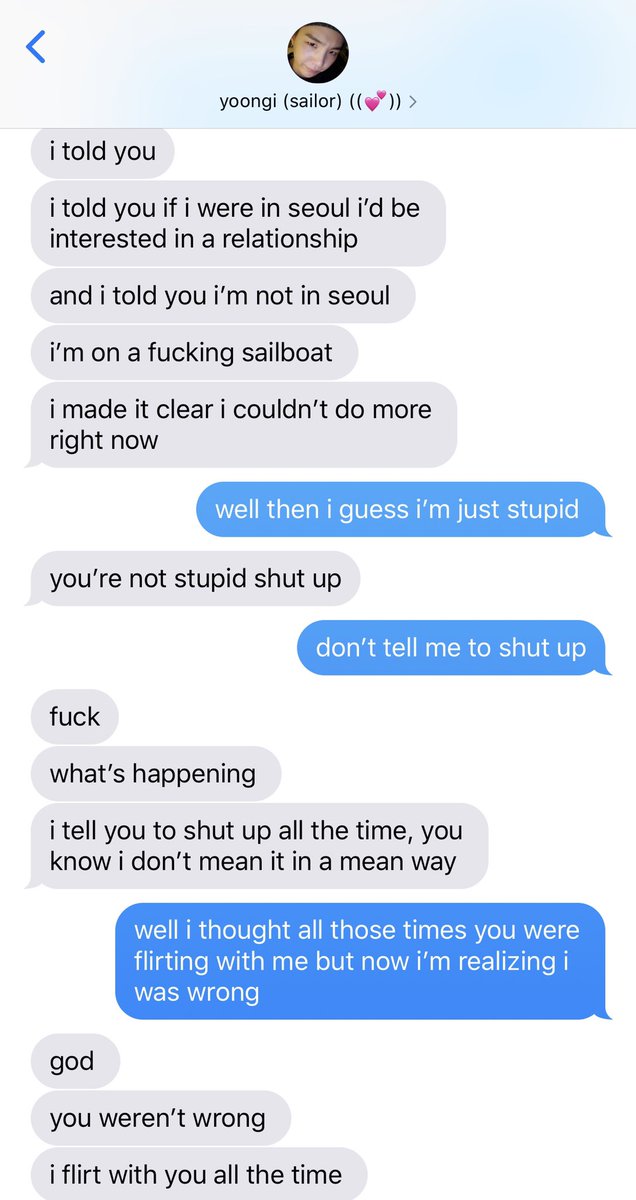 yoongi (sailor) ((💕))
i told you
i told you if i were in seoul i’d be
interested in a relationship
and i told you i’m not in seoul
i’m on a fucking sailboat
i made it clear i couldn’t do more
right now
well then i guess i’m just stupid
you’re not stupid shut up
don’t tell me to shut up
fuck
what’s happening
i tell you to shut up all the time, you
know i don’t mean it in a mean way
well i thought all those times you were
flirting with me but now i’m realizing i
was wrong
god
you weren’t wrong
i flirt with you all the time